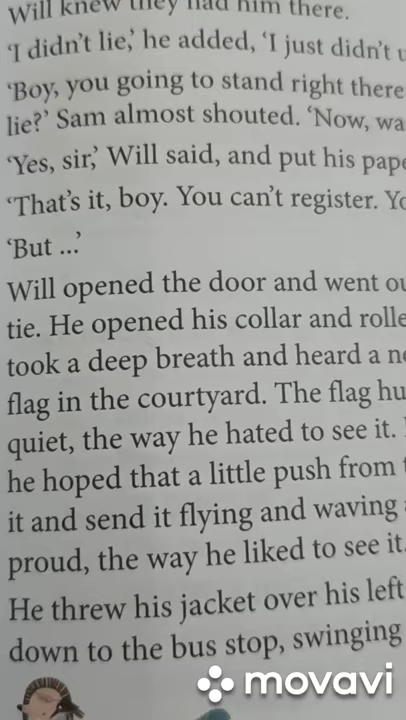 Will knew they had him there.
'I didn't lie,' he added, 'I just didn't
'Boy, you going to stand right there
lie?' Sam almost shouted. 'Now, wa
'Yes, sir,' Will said, and put his pape
'That's it, boy. You can't register. Yo
'But ...'
Will opened the door and went ou
tie. He opened his collar and rolle
took a deep breath and heard a n
flag in the courtyard. The flag hu
quiet, the way he hated to see it.
he hoped that a little push from
it and send it flying and waving
proud, the way he liked to see it.
He threw his jacket over his left
down to the bus stop, swinging
movavi